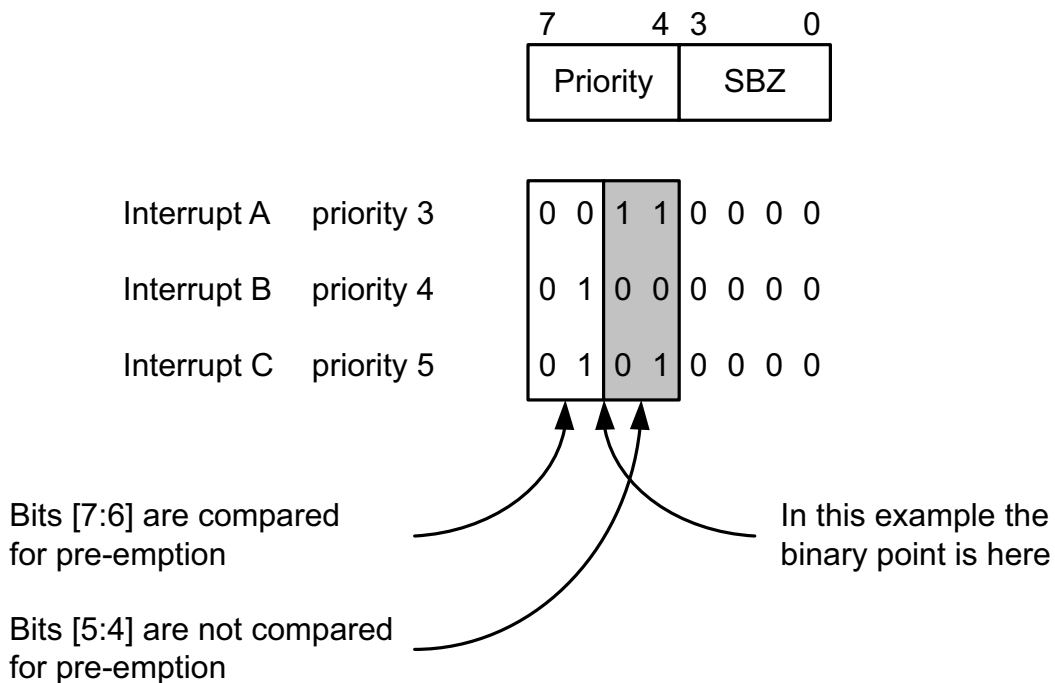 7 4 3 0
Priority SBZ
Interrupt A priority 3 0 0 1 1 0 0 0 0
Interrupt B priority 4 0 1 0 0 0 0 0 0
Interrupt C priority 5 0 1 0 1 0 0 0 0
Bits [7:6] are compared
for pre-emption
In this example the
binary point is here
Bits [5:4] are not compared
for pre-emption